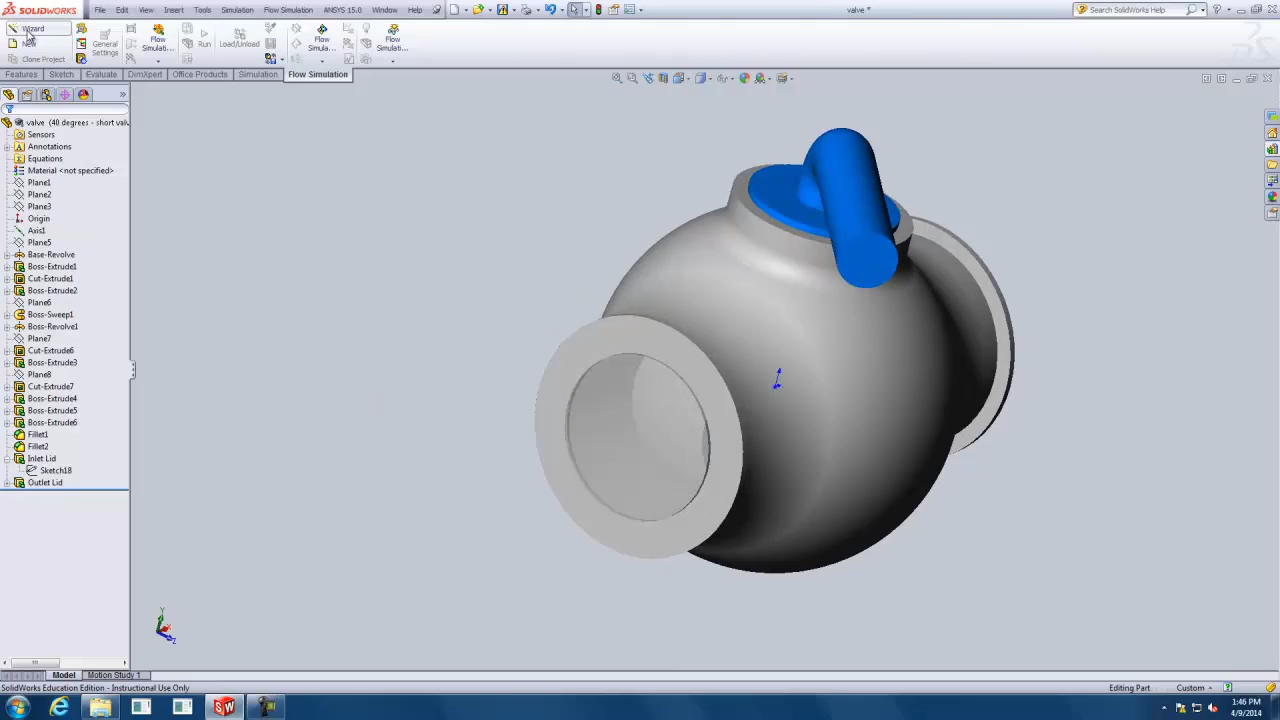 SOLIDWORKS
File Edit View Insert Tools Simulation Flow Simulation ANSYS 15.0 Window Help
valve *
Search SolidWorks Help
Wizard
New
Clone Project
General Settings
Flow Simulati...
Run
Load/Unload
Flow Simula...
Flow Simulati...
Features Sketch Evaluate DimXpert Office Products Simulation Flow Simulation
valve (40 degrees - short val
Sensors
Annotations
Equations
Material <not specified>
Plane1
Plane2
Plane3
Origin
Axis1
Plane5
Base-Revolve
Boss-Extrude1
Cut-Extrude1
Boss-Extrude2
Plane6
Boss-Sweep1
Boss-Revolve1
Plane7
Cut-Extrude6
Boss-Extrude3
Plane8
Cut-Extrude7
Boss-Extrude4
Boss-Extrude5
Boss-Extrude6
Fillet1
Fillet2
Inlet Lid
Sketch18
Outlet Lid
Y
X
Z
Model Motion Study 1
SolidWorks Education Edition - Instructional Use Only
Editing Part
Custom
1:46 PM
4/9/2014